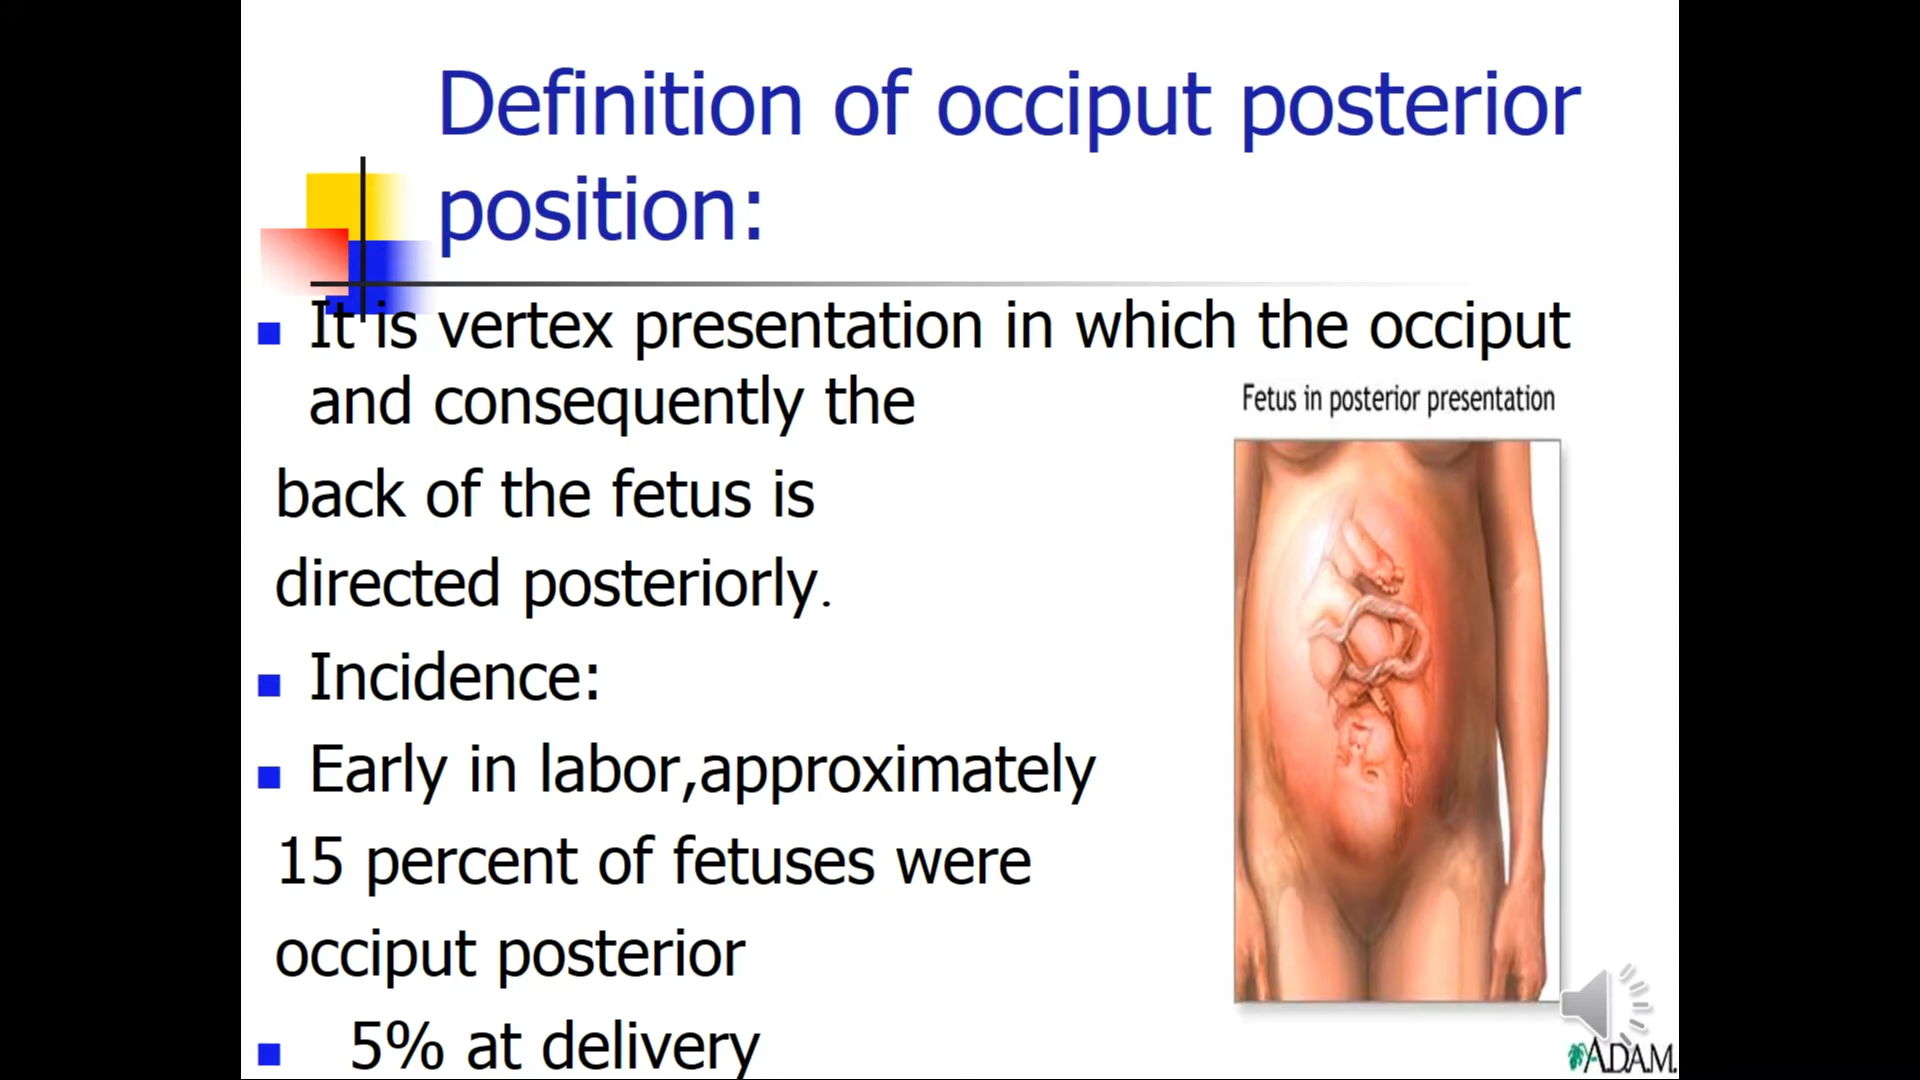 Definition of occiput posterior
position:
It is vertex presentation in which the occiput
and consequently the
back of the fetus is
directed posteriorly.
Incidence:
Early in labor,approximately
15 percent of fetuses were
occiput posterior
5% at delivery
Fetus in posterior presentation
ADAM.